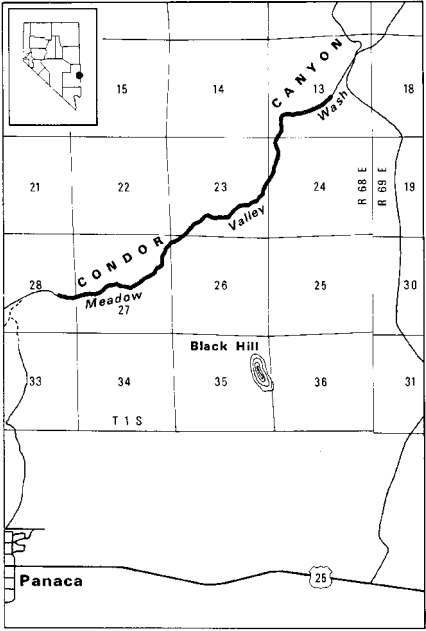 15
14
13
18
CANYON
Wash
R 68 E
R 69 E
21
22
23
24
19
Valley
CONDOR
28
Meadow
27
26
25
30
Black Hill
33
34
35
36
31
T 1 S
Panaca
25